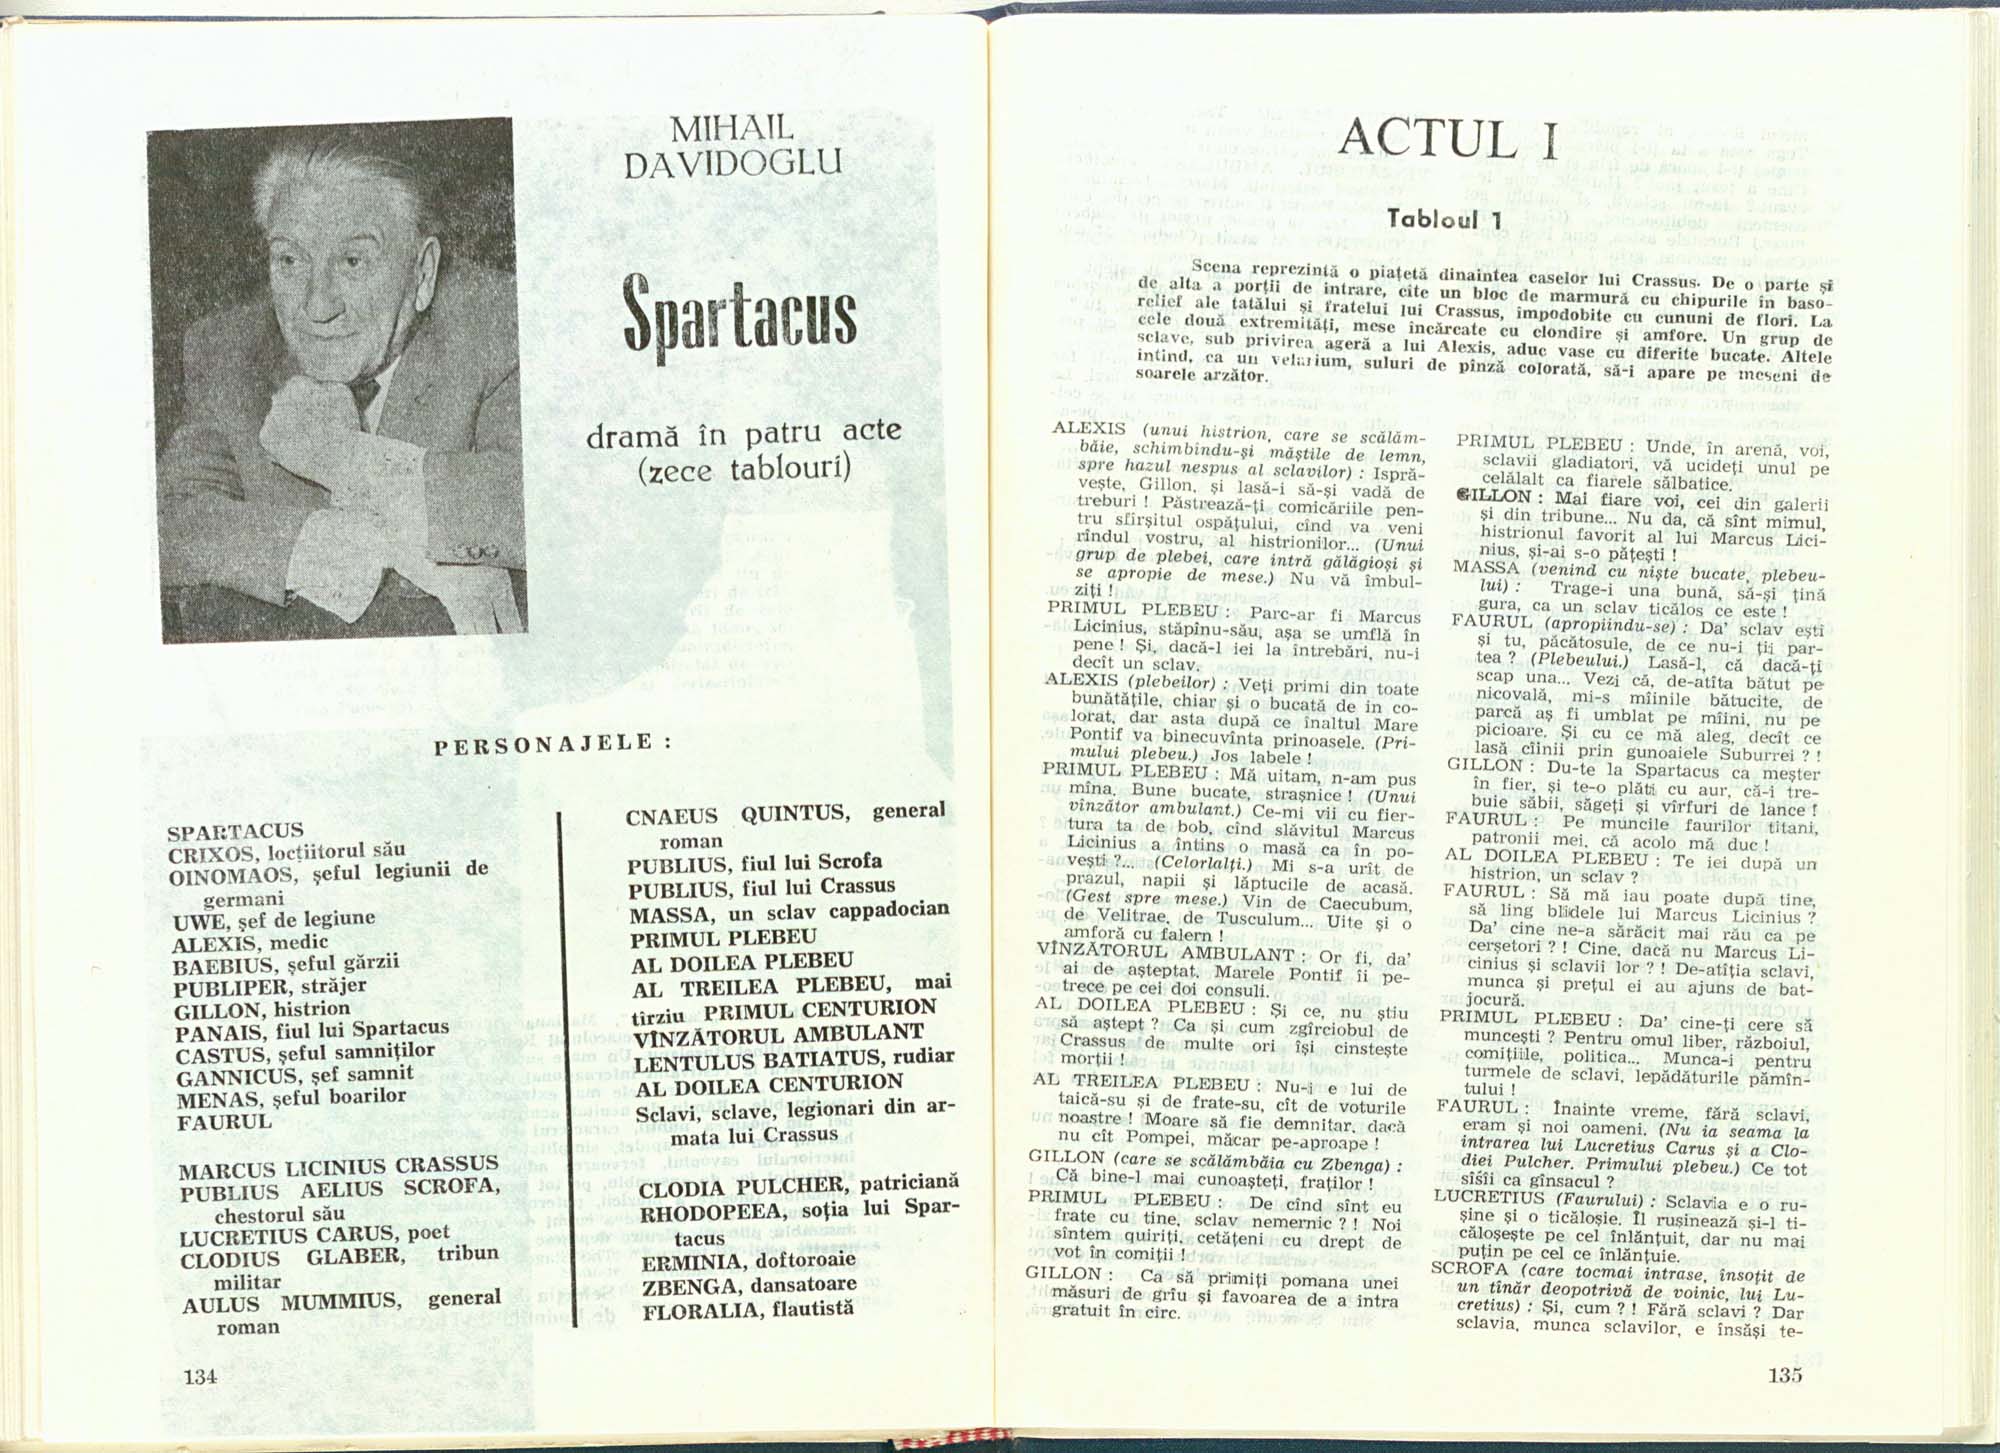 MIHAIL
DAVIDOGLU
Spartacus
dramă în patru acte
(zece tablouri)
PERSONAJELE :
SPARTACUS
CRIXOS, locțiitorul său
OINOMAOS, șeful legiunii de
germani
UWE, șef de legiune
ALEXIS, medic
BAEBIUS, șeful gărzii
PUBLIPER, străjer
GILLON, histrion
PANAIS, fiul lui Spartacus
CASTUS, șeful samniților
GANNICUS, șef samnit
MENAS, șeful boarilor
FAURUL
MARCUS LICINIUS CRASSUS
PUBLIUS AELIUS SCROFA,
chestorul său
LUCRETIUS CARUS, poet
CLODIUS GLABER, tribun
militar
AULUS MUMMIUS, general
roman
CNAEUS QUINTUS, general
roman
PUBLIUS, fiul lui Scrofa
PUBLIUS, fiul lui Crassus
MASSA, un sclav cappadocian
PRIMUL PLEBEU
AL DOILEA PLEBEU
AL TREILEA PLEBEU, mai
tîrziu PRIMUL CENTURION
VÎNZĂTORUL AMBULANT
LENTULUS BATIATUS, rudiar
AL DOILEA CENTURION
Sclavi, sclave, legionari din ar-
mata lui Crassus
CLODIA PULCHER, patriciană
RHODOPEEA, soția lui Spar-
tacus
ERMINIA, doftoroaie
ZBENGA, dansatoare
FLORALIA, flautistă
134
ACTUL I
Tabloul 1
Scena reprezintă o piațetă dinaintea caselor lui Crassus. De o parte și
de alta a porții de intrare, cîte un bloc de marmură cu chipurile în baso-
relief ale tatălui și fratelui lui Crassus, împodobite cu cununi de flori. La
cele două extremități, mese încărcate cu clondire și amfore. Un grup de
sclave, sub privirea ageră a lui Alexis, aduc vase cu diferite bucate. Altele
întind, ca un velarium, suluri de pînză colorată, să-i apare pe meseni de
soarele arzător.
ALEXIS (unui histrion, care se scălăm-
băie, schimbîndu-și măștile de lemn,
spre hazul nespus al sclavilor) : Ispră-
vește, Gillon, și lasă-i să-și vadă de
treburi ! Păstrează-ți comicăriile pen-
tru sfîrșitul ospățului, cînd va veni
rîndul vostru, al histrionilor... (Unui
grup de plebei, care intră gălăgioși și
se apropie de mese.) Nu vă îmbul-
ziți !
PRIMUL PLEBEU : Parc-ar fi Marcus
Licinius, stăpînu-său, așa se umflă în
pene ! Și, dacă-l iei la întrebări, nu-i
decît un sclav.
ALEXIS (plebeilor) : Veți primi din toate
bunătățile, chiar și o bucată de in co-
lorat, dar asta după ce înaltul Mare
Pontif va binecuvînta prinoasele. (Pri-
mului plebeu.) Jos labele !
PRIMUL PLEBEU : Mă uitam, n-am pus
mîna. Bune bucate, strașnice ! (Unui
vînzător ambulant.) Ce-mi vii cu fier-
tura ta de bob, cînd slăvitul Marcus
Licinius a întins o masă ca în po-
vești ?... (Celorlalți.) Mi s-a urît de
prazul, napii și lăptucile de acasă.
(Gest spre mese.) Vin de Caecubum,
de Velitrae, de Tusculum... Uite și o
amforă cu falern !
VÎNZĂTORUL AMBULANT : Or fi, da'
ai de așteptat. Marele Pontif îi pe-
trece pe cei doi consuli.
AL DOILEA PLEBEU : Și ce, nu știu
să aștept ? Ca și cum zgîrciobul de
Crassus de multe ori își cinstește
morții !
AL TREILEA PLEBEU : Nu-i e lui de
taică-su și de frate-su, cît de voturile
noastre ! Moare să fie demnitar, dacă
nu cît Pompei, măcar pe-aproape !
GILLON (care se scălămbăia cu Zbenga) :
Că bine-l mai cunoașteți, fraților !
PRIMUL PLEBEU : De cînd sînt eu
frate cu tine, sclav nemernic ? ! Noi
sîntem quiriți, cetățeni cu drept de
vot în comiții !
GILLON : Ca să primiți pomana unei
măsuri de grîu și favoarea de a intra
gratuit în circ.
PRIMUL PLEBEU : Unde, în arenă, voi,
sclavii gladiatori, vă ucideți unul pe
celălalt ca fiarele sălbatice.
GILLON : Mai fiare voi, cei din galerii
și din tribune... Nu da, că sînt mimul,
histrionul favorit al lui Marcus Lici-
nius, și-ai s-o pățești !
MASSA (venind cu niște bucate, plebeu-
lui) : Trage-i una bună, să-și țină
gura, ca un sclav ticălos ce este !
FAURUL (apropiindu-se) : Da' sclav ești
și tu, păcătosule, de ce nu-i ții par-
tea ? (Plebeului.) Lasă-l, că dacă-ți
scap una... Vezi că, de-atîta bătut pe
nicovală, mi-s mîinile bătucite, de
parcă aș fi umblat pe mîini, nu pe
picioare. Și cu ce mă aleg, decît ce
lasă cîinii prin gunoaiele Suburrei ? !
GILLON : Du-te la Spartacus ca meșter
în fier, și te-o plăti cu aur, că-i tre-
buie săbii, săgeți și vîrfuri de lance !
FAURUL : Pe muncile faurilor titani,
patronii mei, că acolo mă duc !
AL DOILEA PLEBEU : Te iei după un
histrion, un sclav ?
FAURUL : Să mă iau poate după tine,
să ling blidele lui Marcus Licinius ?
Da' cine ne-a sărăcit mai rău ca pe
cerșetori ? ! Cine, dacă nu Marcus Li-
cinius și sclavii lor ? ! De-atîția sclavi,
munca și prețul ei au ajuns de bat-
jocură.
PRIMUL PLEBEU : Da' cine-ți cere să
muncești ? Pentru omul liber, războiul,
comițiile, politica... Munca-i pentru
turmele de sclavi, lepădăturile pămîn-
tului !
FAURUL : Înainte vreme, fără sclavi,
eram și noi oameni. (Nu ia seama la
intrarea lui Lucretius Carus și a Clo-
diei Pulcher. Primului plebeu.) Ce tot
sîsîi ca gînsacul ?
LUCRETIUS (Faurului) : Sclavia e o ru-
șine și o ticăloșie. Îl rușinează și-l ti-
căloșește pe cel înlănțuit, dar nu mai
puțin pe cel ce înlănțuie.
SCROFA (care tocmai intrase, însoțit de
un tînăr deopotrivă de voinic, lui Lu-
cretius) : Și, cum ? ! Fără sclavi ? Dar
sclavia, munca sclavilor, e însăși te-
135